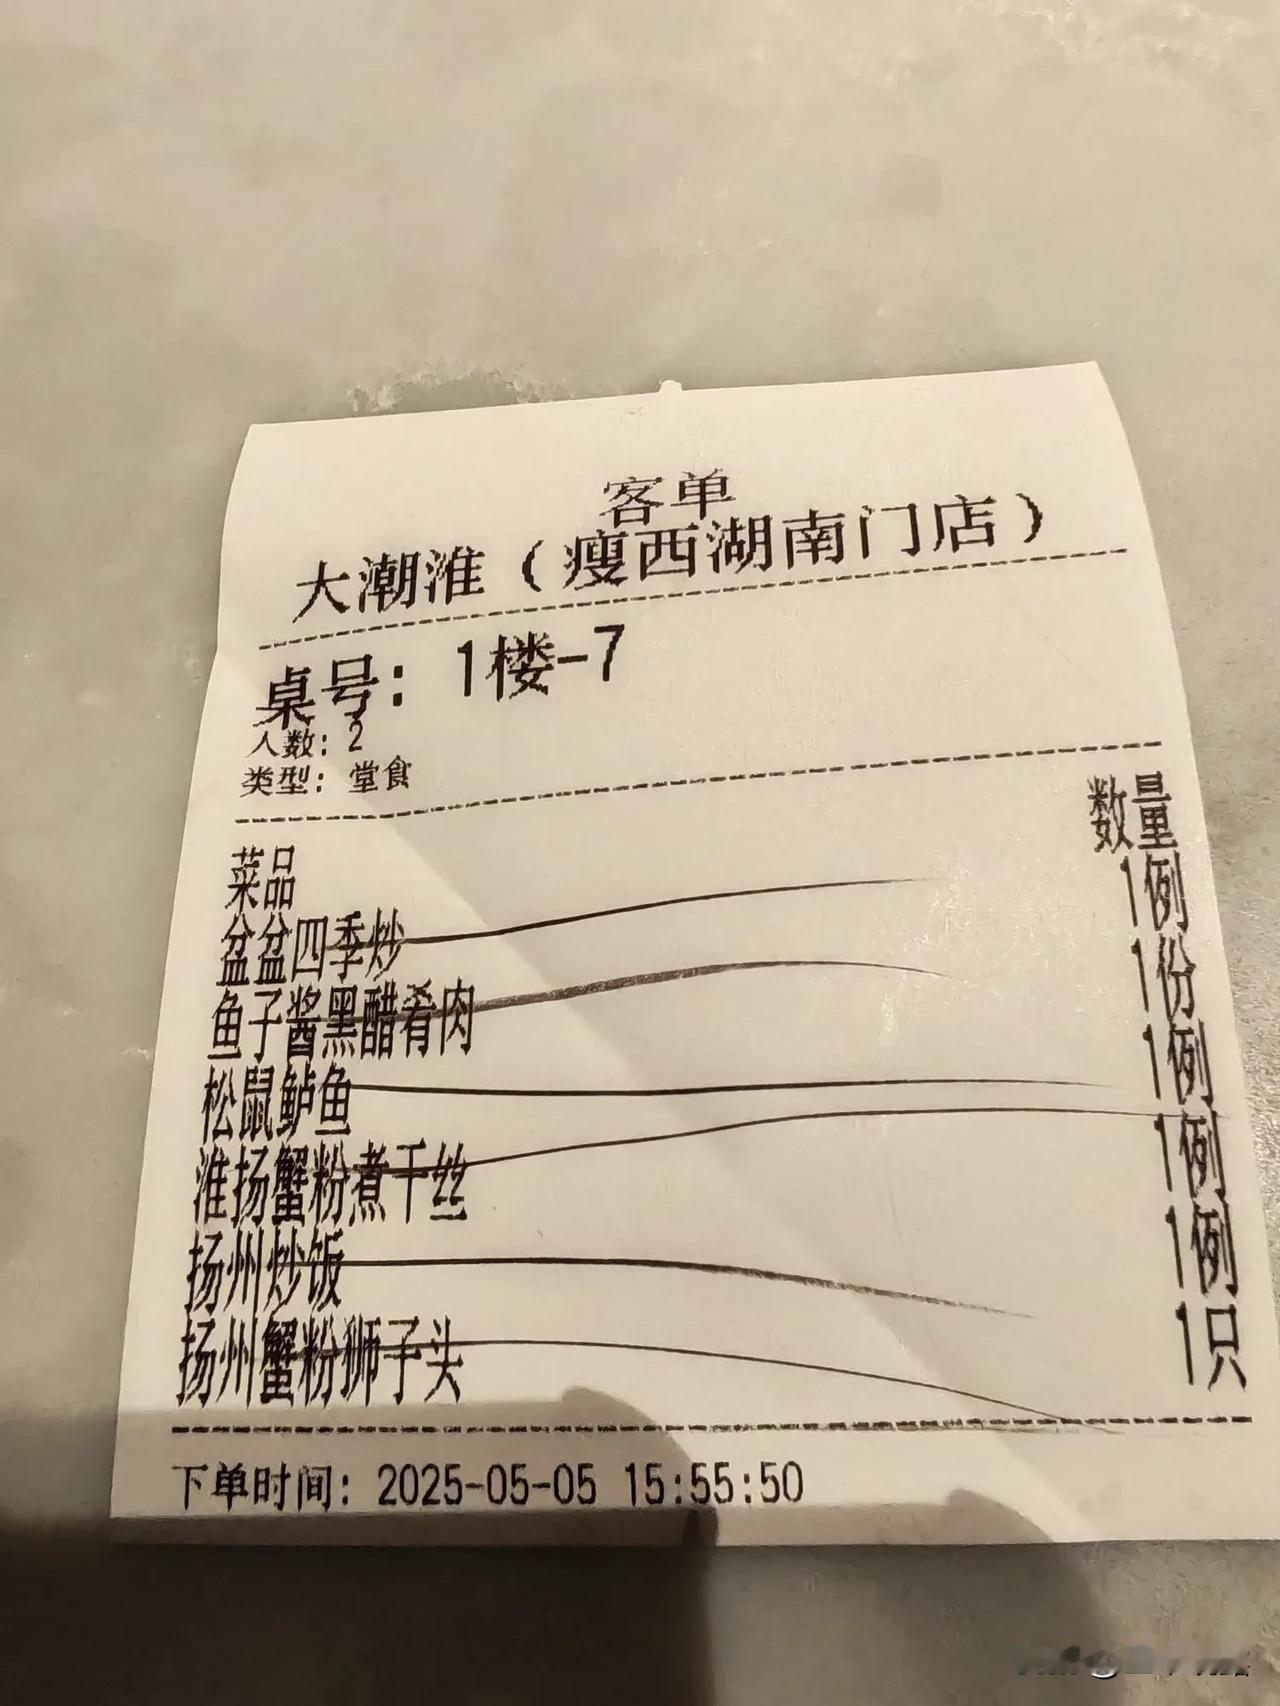 客单
大潮淮（瘦西湖南门店）
桌号：1楼-7
人数：2
类型：堂食
菜品 数量
盆盆四季炒 1例
鱼子酱黑醋肴肉 1份
松鼠鲈鱼 1例
淮扬蟹粉煮干丝 1例
扬州炒饭 1例
扬州蟹粉狮子头 1只
下单时间：2025-05-05 15:55:50